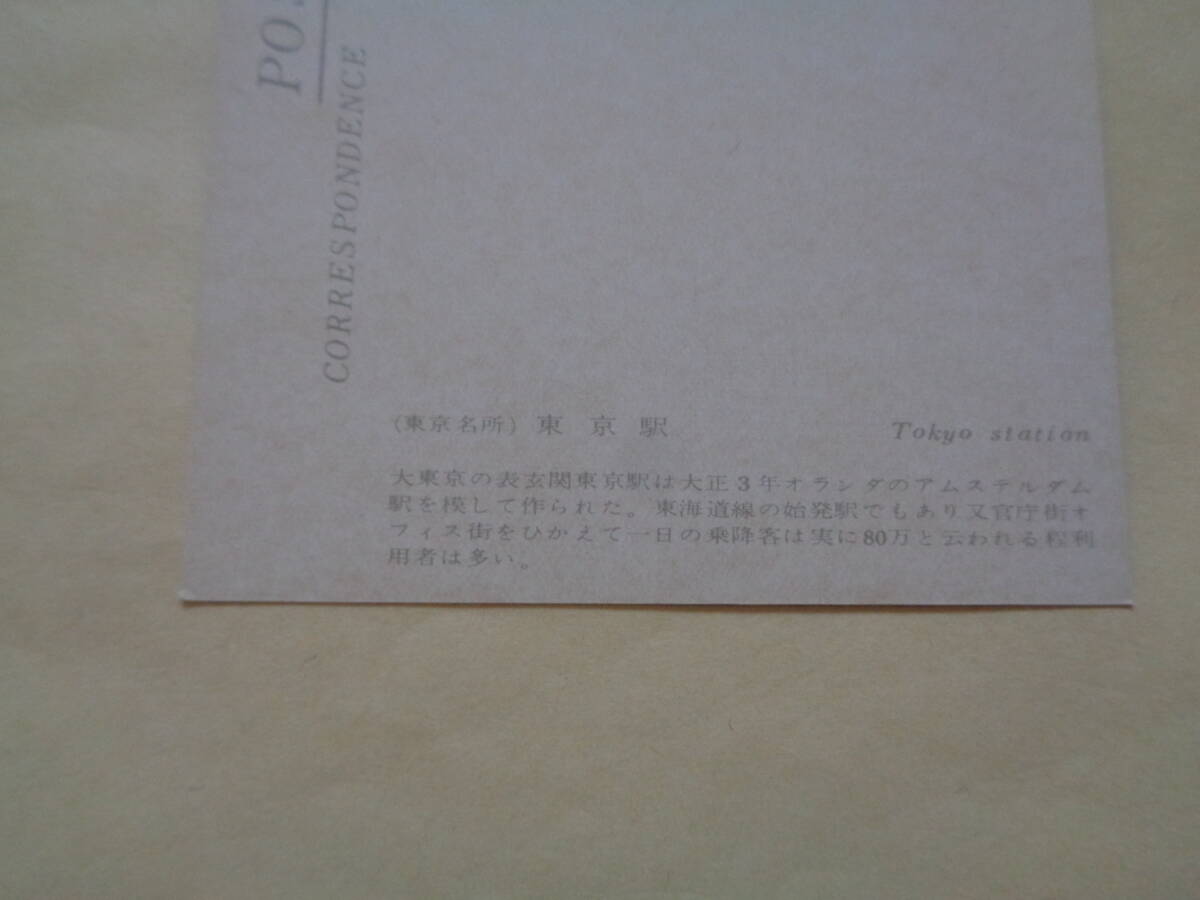 PO
CORRESPONDENCE
(東京名所) 東京駅 Tokyo station
大東京の表玄関東京駅は大正3年オランダのアムステルダム
駅を模して作られた。東海道線の始発駅でもあり又官庁街オ
フィス街をひかえて一日の乗降客は実に80万と云われる程利
用者は多い。